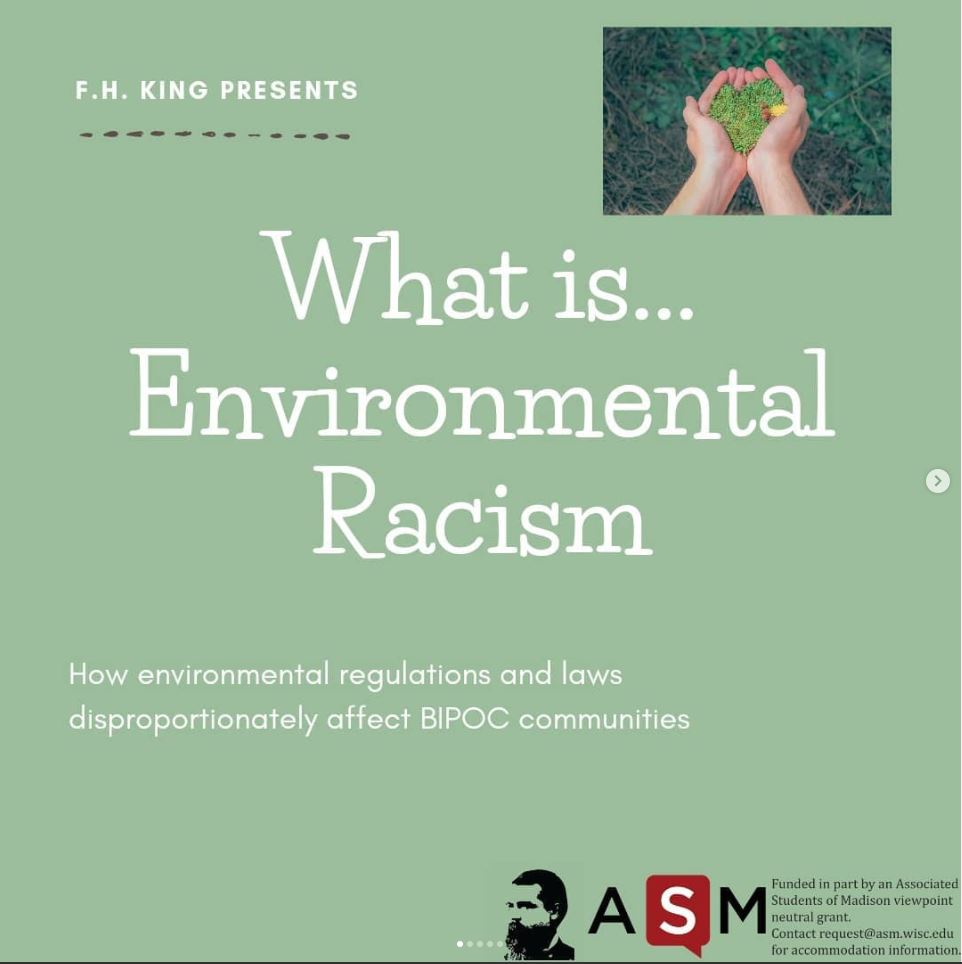 F.H. KING PRESENTS
What is...
Environmental
Racism
How environmental regulations and laws
disproportionately affect BIPOC communities
ASM
Funded in part by an Associated
Students of Madison viewpoint
neutral grant.
Contact request@asm.wisc.edu
for accommodation information.